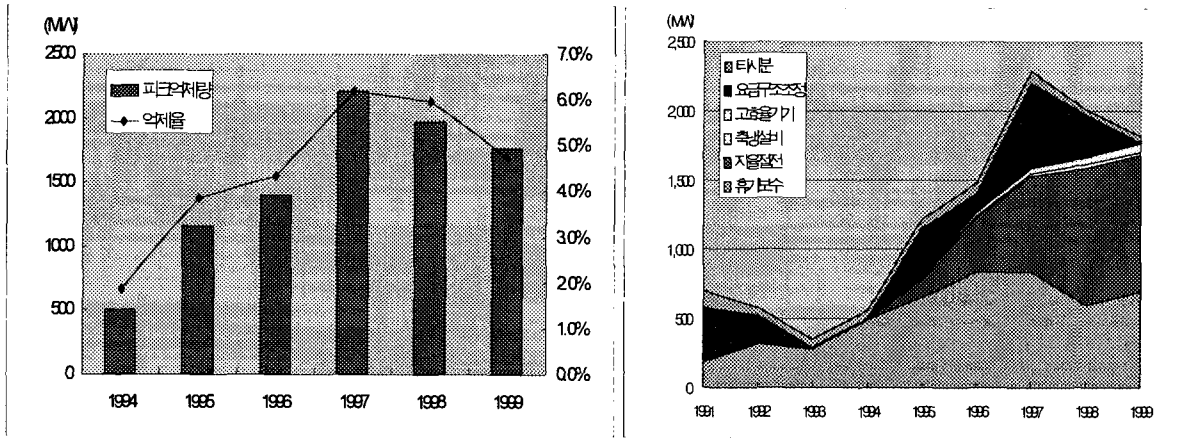 (MW)
2500
2000
1500
1000
500
0
7.0%
6.0%
5.0%
4.0%
3.0%
2.0%
1.0%
0.0%
피크억제량
억제율
1994 1995 1996 1997 1998 1999
(MW)
2,500
2,000
1,500
1,000
500
0
타시분
요금구조조정
고효율기기
축냉설비
자율절전
휴가보수
1991 1992 1993 1994 1995 1996 1997 1998 1999